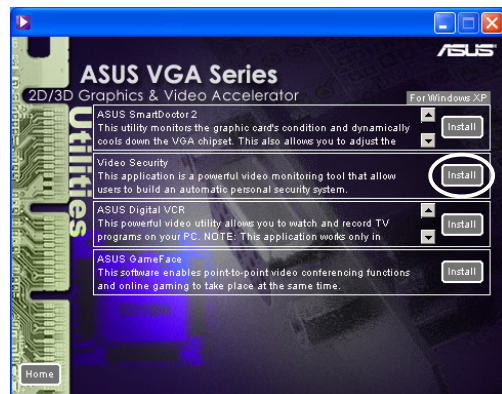 ASUS
ASUS VGA Series
2D/3D Graphics & Video Accelerator
For Windows XP
Utilities
ASUS SmartDoctor 2
This utility monitors the graphic card's condition and dynamically
cools down the VGA chipset. This also allows you to adjust the
Install
Video Security
This application is a powerful video monitoring tool that allow
users to build an automatic personal security system.
Install
ASUS Digital VCR
This powerful video utility allows you to watch and record TV
programs on your PC. NOTE: This application works only in
Install
ASUS GameFace
This software enables point-to-point video conferencing functions
and online gaming to take place at the same time.
Install
Home